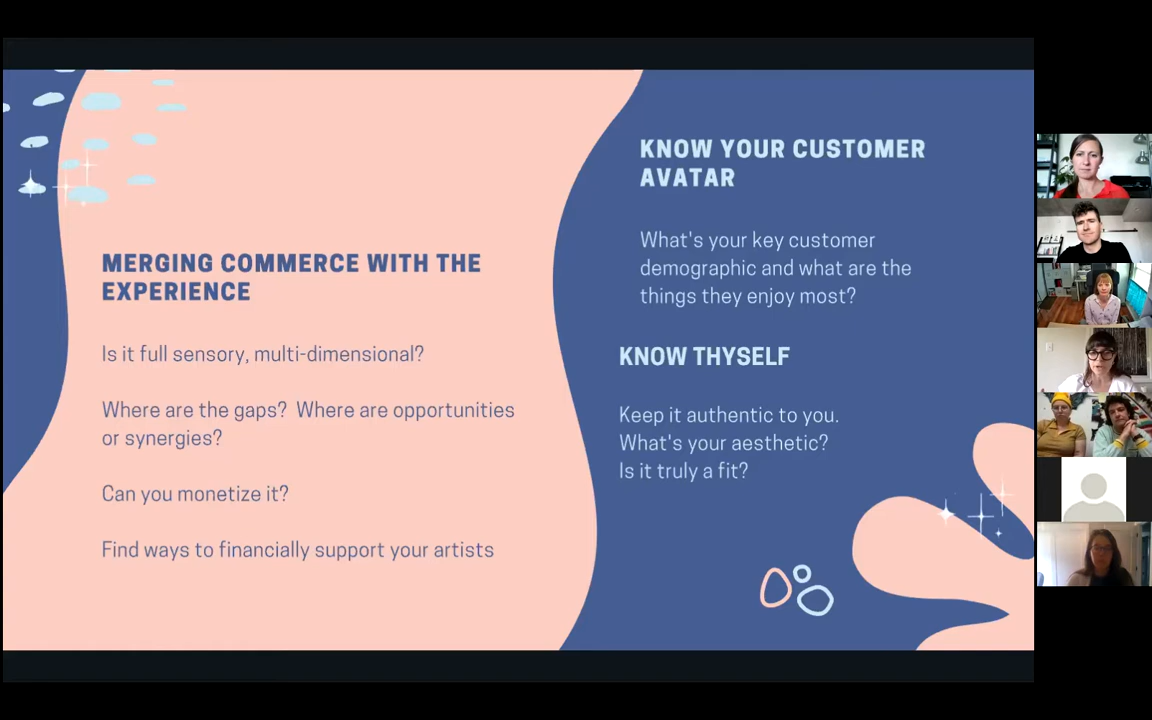 MERGING COMMERCE WITH THE
EXPERIENCE
Is it full sensory, multi-dimensional?
Where are the gaps?  Where are opportunities
or synergies?
Can you monetize it?
Find ways to financially support your artists
KNOW YOUR CUSTOMER
AVATAR
What's your key customer
demographic and what are the
things they enjoy most?
KNOW THYSELF
Keep it authentic to you.
What's your aesthetic?
Is it truly a fit?